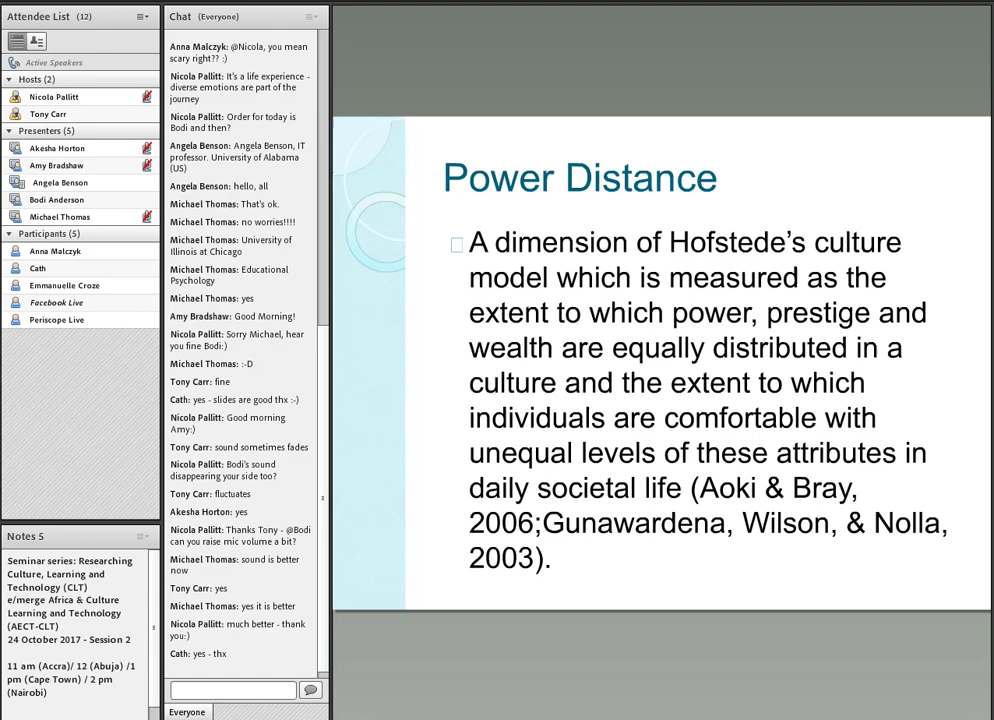 Attendee List (12)
Active Speakers
Hosts (2)
Nicola Pallitt
Tony Carr
Presenters (5)
Akesha Horton
Amy Bradshaw
Angela Benson
Bodi Anderson
Michael Thomas
Participants (5)
Anna Malczyk
Cath
Emmanuelle Croze
Facebook Live
Periscope Live
Notes 5
Seminar series: Researching
Culture, Learning and
Technology (CLT)
e/merge Africa & Culture
Learning and Technology
(AECT-CLT)
24 October 2017 - Session 2
11 am (Accra)/ 12 (Abuja) /1
pm (Cape Town) / 2 pm
(Nairobi)
Chat (Everyone)
Anna Malczyk: @Nicola, you mean
scary right?? :)
Nicola Pallitt: It's a life experience -
diverse emotions are part of the
journey
Nicola Pallitt: Order for today is
Bodi and then?
Angela Benson: Angela Benson, IT
professor. University of Alabama
(US)
Angela Benson: hello, all
Michael Thomas: That's ok.
Michael Thomas: no worries!!!!
Michael Thomas: University of
Illinois at Chicago
Michael Thomas: Educational
Psychology
Michael Thomas: yes
Amy Bradshaw: Good Morning!
Nicola Pallitt: Sorry Michael, hear
you fine Bodi:)
Michael Thomas: :-D
Tony Carr: fine
Cath: yes - slides are good thx :-)
Nicola Pallitt: Good morning
Amy:)
Tony Carr: sound sometimes fades
Nicola Pallitt: Bodi's sound
disappearing your side too?
Tony Carr: fluctuates
Akesha Horton: yes
Nicola Pallitt: Thanks Tony - @Bodi
can you raise mic volume a bit?
Michael Thomas: sound is better
now
Tony Carr: yes
Michael Thomas: yes it is better
Nicola Pallitt: much better - thank
you:)
Cath: yes - thx
Everyone
Power Distance
A dimension of Hofstede’s culture
model which is measured as the
extent to which power, prestige and
wealth are equally distributed in a
culture and the extent to which
individuals are comfortable with
unequal levels of these attributes in
daily societal life (Aoki & Bray,
2006;Gunawardena, Wilson, & Nolla,
2003).